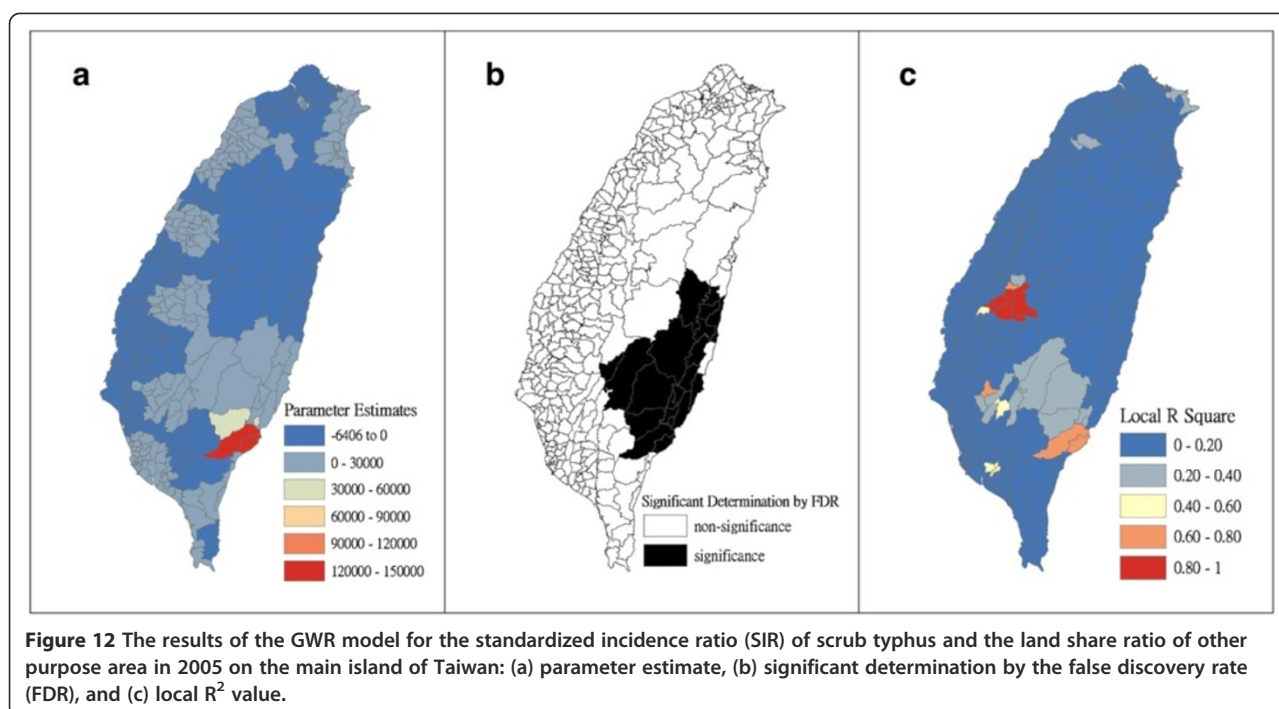 a
Parameter Estimates
-6406 to 0
0 - 30000
30000 - 60000
60000 - 90000
90000 - 120000
120000 - 150000
b
Significant Determination by FDR
non-significance
significance
c
Local R Square
0 - 0.20
0.20 - 0.40
0.40 - 0.60
0.60 - 0.80
0.80 - 1
Figure 12 The results of the GWR model for the standardized incidence ratio (SIR) of scrub typhus and the land share ratio of other
purpose area in 2005 on the main island of Taiwan: (a) parameter estimate, (b) significant determination by the false discovery rate
(FDR), and (c) local R² value.